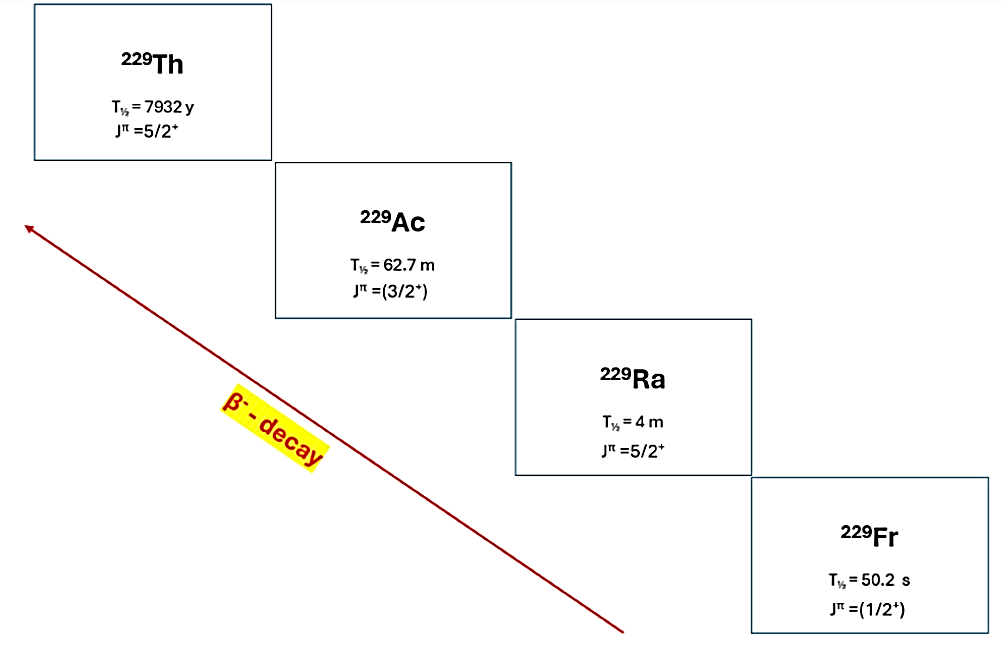 ²²⁹Th
T½ = 7932 y
Jπ =5/2⁺
²²⁹Ac
T½ = 62.7 m
Jπ =(3/2⁺)
²²⁹Ra
T½ = 4 m
Jπ =5/2⁺
β⁻ - decay
²²⁹Fr
T½ = 50.2 s
Jπ =(1/2⁺)